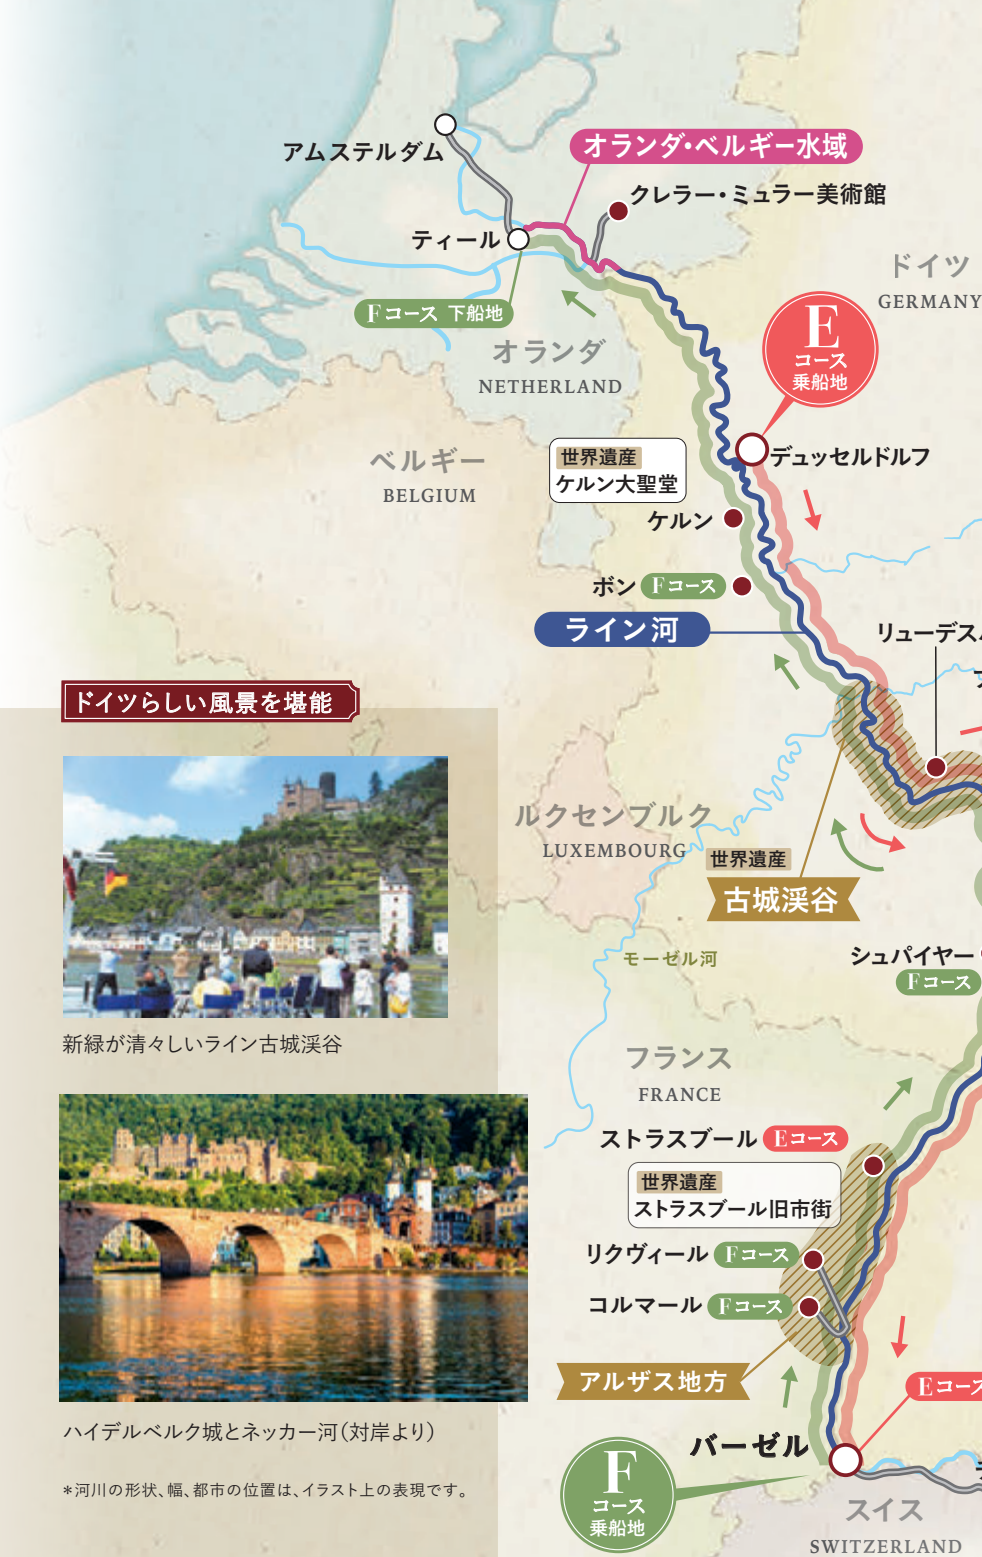 アムステルダム
オランダ・ベルギー水域
クレラー・ミュラー美術館
ティール
Fコース 下船地
ドイツ
GERMANY
オランダ
NETHERLAND
E
コース
乗船地
ベルギー
BELGIUM
世界遺産
ケルン大聖堂
デュッセルドルフ
ケルン
ボン Fコース
ライン河
リューデス
ドイツらしい風景を堪能
ルクセンブルク
LUXEMBOURG
世界遺産
古城渓谷
モーゼル河
シュパイヤー
Fコース
新緑が清々しいライン古城渓谷
フランス
FRANCE
ストラスブール Eコース
世界遺産
ストラスブール旧市街
リクヴィール Fコース
コルマール Fコース
アルザス地方
Eコース
ハイデルベルク城とネッカー河（対岸より）
バーゼル
F
コース
乗船地
*河川の形状、幅、都市の位置は、イラスト上の表現です。
スイス
SWITZERLAND